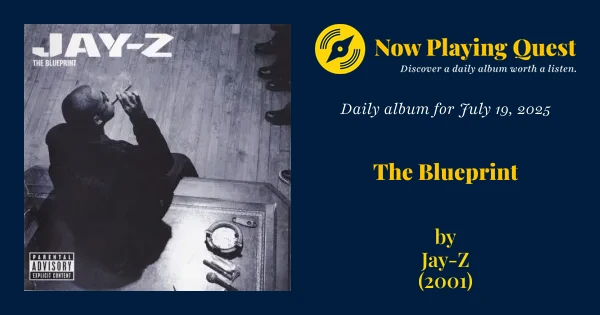 JAY-Z
THE BLUEPRINT
PARENTAL
ADVISORY
EXPLICIT CONTENT
Now Playing Quest
Discover a daily album worth a listen.
Daily album for July 19, 2025
The Blueprint
by
Jay-Z
(2001)